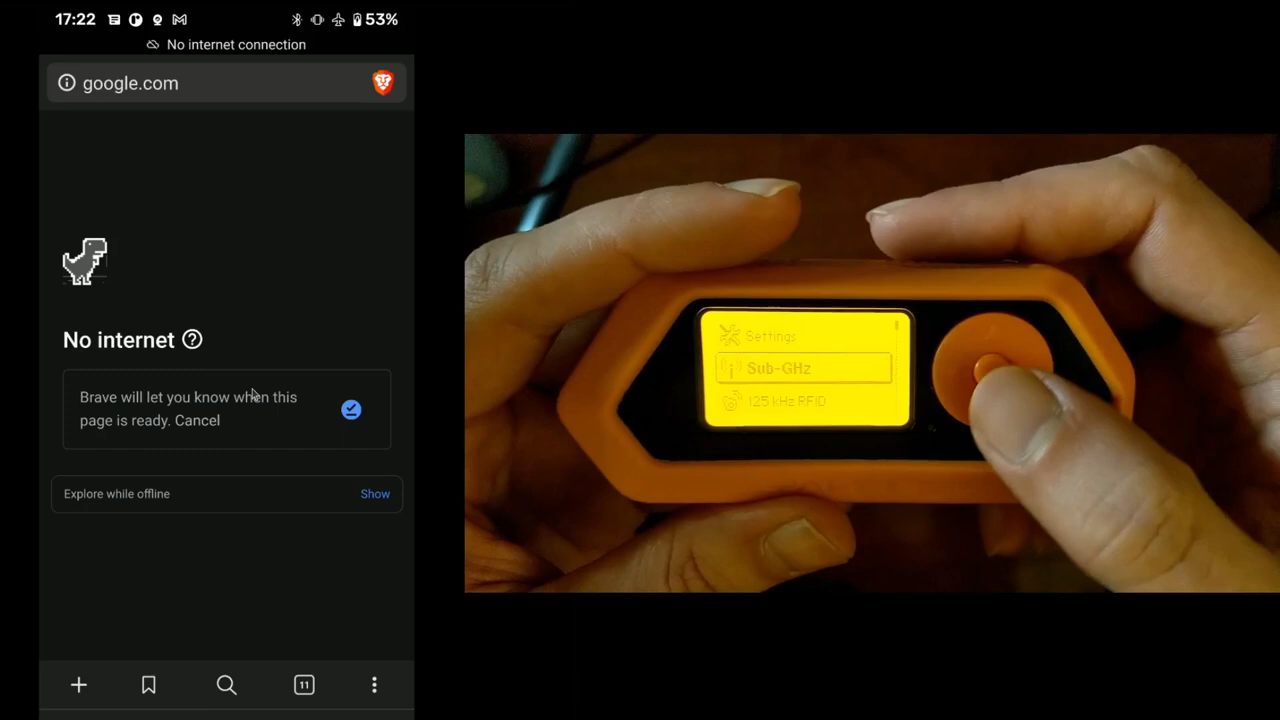 17:22
53%
No internet connection
google.com
No internet
Brave will let you know when this
page is ready. Cancel
Explore while offline
Show
11
Settings
Sub-GHz
125 kHz RFID